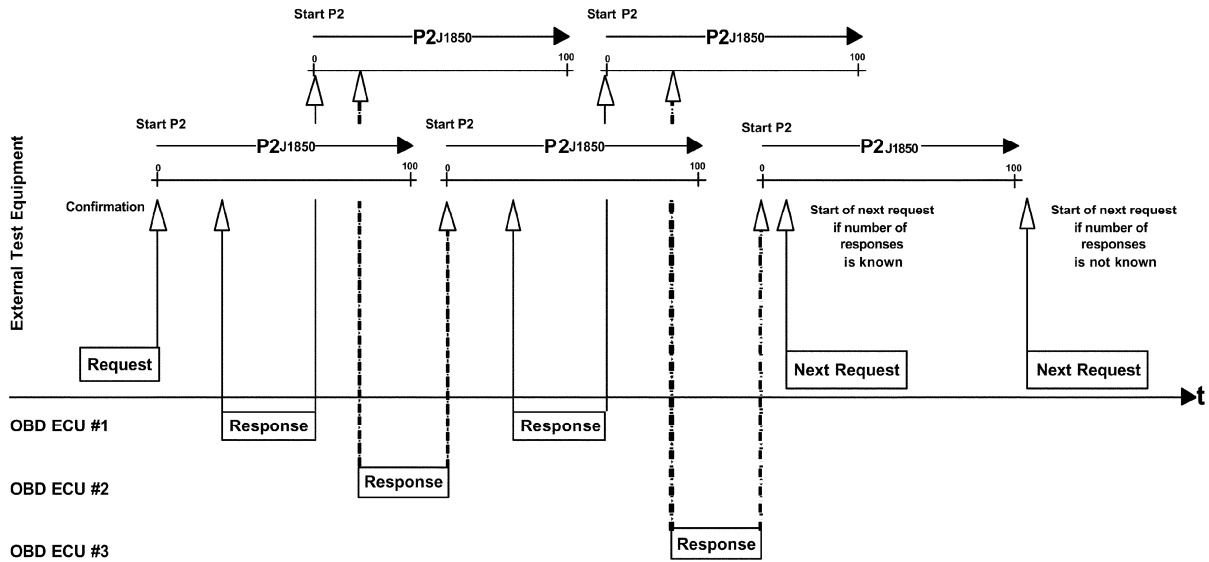 Start P2
Start P2
P2J1850
P2J1850
0
100
0
100
Start P2
Start P2
Start P2
P2J1850
P2J1850
P2J1850
0
100
0
100
0
100
External Test Equipment
Confirmation
Start of next request
if number of
responses
is known
Start of next request
if number of
responses
is not known
Request
Next Request
Next Request
t
OBD ECU #1
Response
Response
OBD ECU #2
Response
OBD ECU #3
Response